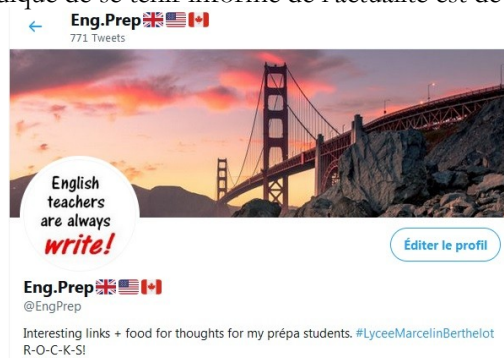 Eng.Prep🇬🇧🇺🇸🇨🇦
771 Tweets
English
teachers
are always
write!
Éditer le profil
Eng.Prep🇬🇧🇺🇸🇨🇦
@EngPrep
Interesting links + food for thoughts for my prépa students. #LyceeMarcelinBerthelot
R-O-C-K-S!